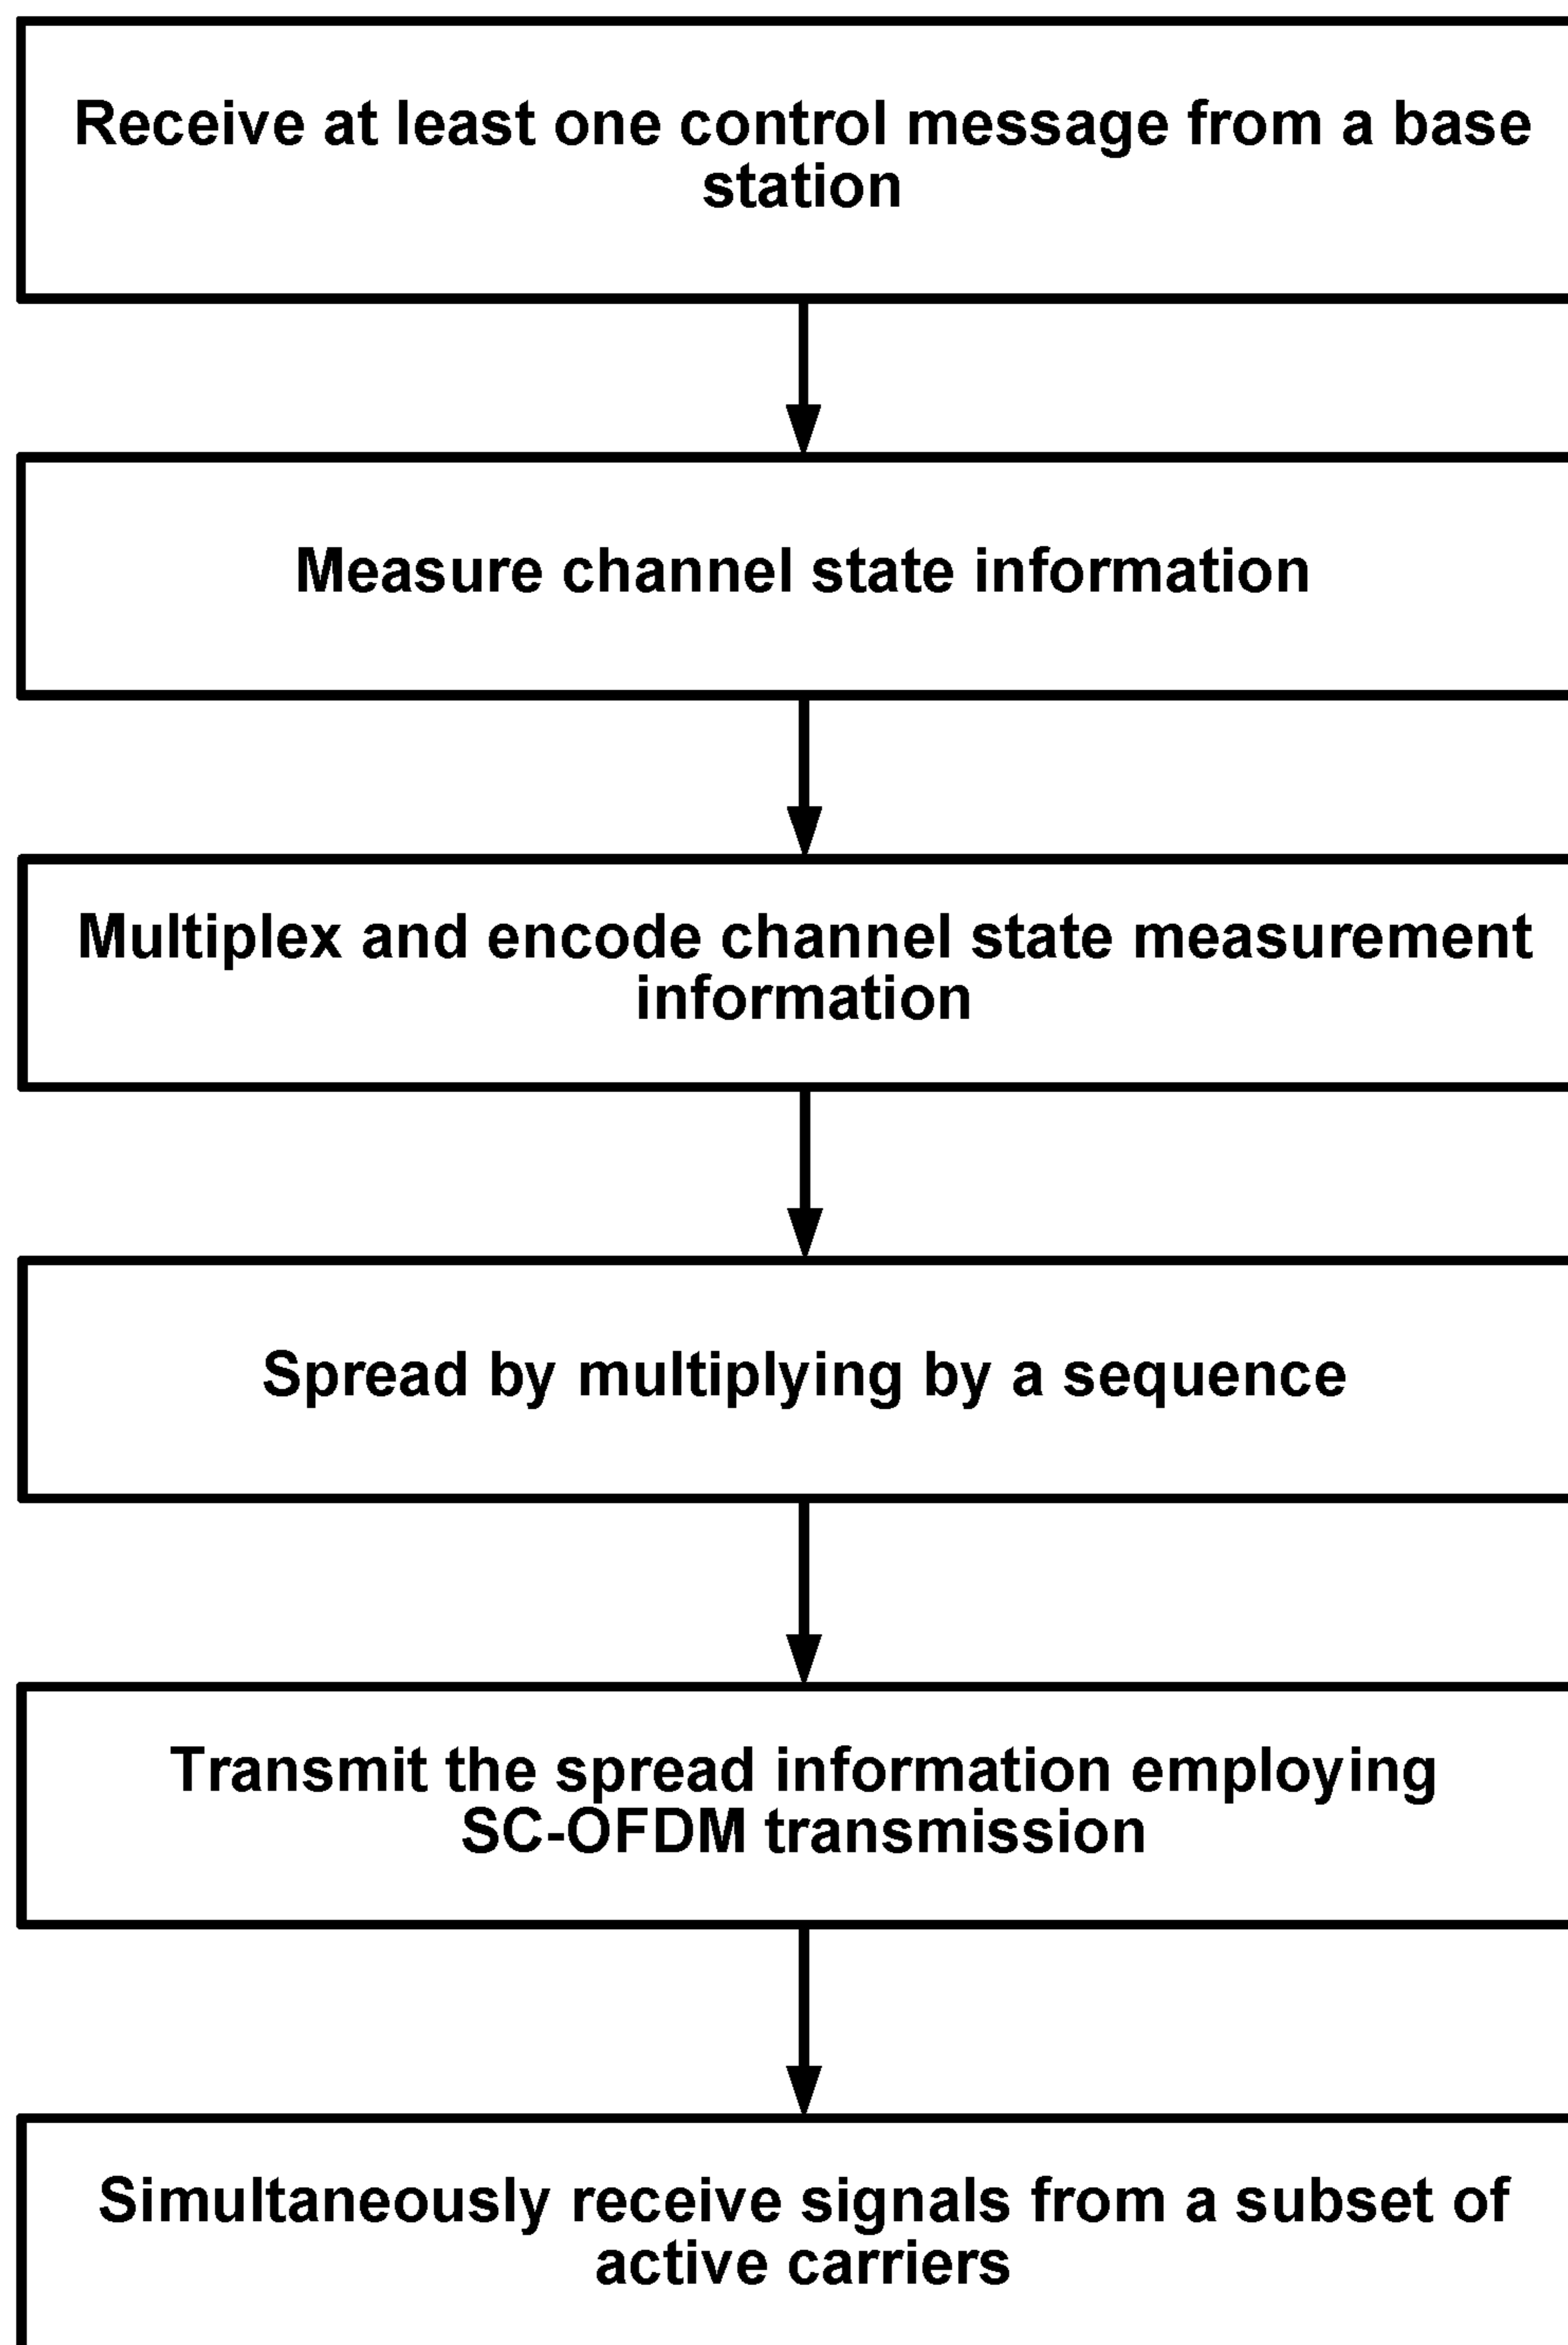 Receive at least one control message from a base
station
Measure channel state information
Multiplex and encode channel state measurement
information
Spread by multiplying by a sequence
Transmit the spread information employing
SC-OFDM transmission
Simultaneously receive signals from a subset of
active carriers